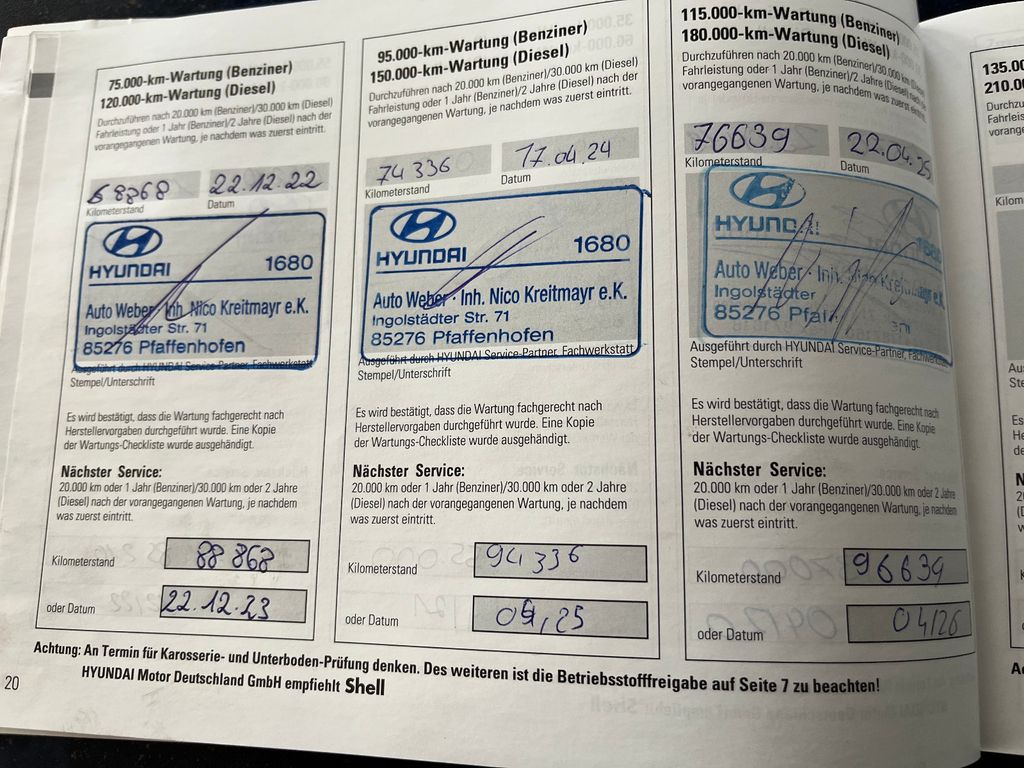 75.000-km-Wartung (Benziner)
120.000-km-Wartung (Diesel)
Durchzuführen nach 20.000 km (Benziner)/30.000 km (Diesel)
Fahrleistung oder 1 Jahr (Benziner)/2 Jahre (Diesel) nach der
vorangegangenen Wartung, je nachdem was zuerst eintritt.
68868 22.12.22
Kilometerstand Datum
HYUNDAI 1680
Auto Weber · Inh. Nico Kreitmayr e.K.
Ingolstädter Str. 71
85276 Pfaffenhofen
Ausgeführt durch HYUNDAI Service-Partner, Fachwerkstatt
Stempel/Unterschrift
Es wird bestätigt, dass die Wartung fachgerecht nach
Herstellervorgaben durchgeführt wurde. Eine Kopie
der Wartungs-Checkliste wurde ausgehändigt.
Nächster Service:
20.000 km oder 1 Jahr (Benziner)/30.000 km oder 2 Jahre
(Diesel) nach der vorangegangenen Wartung, je nachdem
was zuerst eintritt.
Kilometerstand 88868
oder Datum 22.12.23
95.000-km-Wartung (Benziner)
150.000-km-Wartung (Diesel)
Durchzuführen nach 20.000 km (Benziner)/30.000 km (Diesel)
Fahrleistung oder 1 Jahr (Benziner)/2 Jahre (Diesel) nach der
vorangegangenen Wartung, je nachdem was zuerst eintritt.
74336 17.04.24
Kilometerstand Datum
HYUNDAI 1680
Auto Weber · Inh. Nico Kreitmayr e.K.
Ingolstädter Str. 71
85276 Pfaffenhofen
Ausgeführt durch HYUNDAI Service-Partner, Fachwerkstatt
Stempel/Unterschrift
Es wird bestätigt, dass die Wartung fachgerecht nach
Herstellervorgaben durchgeführt wurde. Eine Kopie
der Wartungs-Checkliste wurde ausgehändigt.
Nächster Service:
20.000 km oder 1 Jahr (Benziner)/30.000 km oder 2 Jahre
(Diesel) nach der vorangegangenen Wartung, je nachdem
was zuerst eintritt.
Kilometerstand 94336
oder Datum 04,25
115.000-km-Wartung (Benziner)
180.000-km-Wartung (Diesel)
Durchzuführen nach 20.000 km (Benziner)/30.000 km (Diesel)
Fahrleistung oder 1 Jahr (Benziner)/2 Jahre (Diesel) nach der
vorangegangenen Wartung, je nachdem was zuerst eintritt.
76639 22.04.25
Kilometerstand Datum
HYUNDAI 1680
Auto Weber · Inh. Nico Kreitmayr e.K.
Ingolstädter
85276
Ausgeführt durch HYUNDAI Service-Partner, Fachwerkstatt
Stempel/Unterschrift
Es wird bestätigt, dass die Wartung fachgerecht nach
Herstellervorgaben durchgeführt wurde. Eine Kopie
der Wartungs-Checkliste wurde ausgehändigt.
Nächster Service:
20.000 km oder 1 Jahr (Benziner)/30.000 km oder 2 Jahre
(Diesel) nach der vorangegangenen Wartung, je nachdem
was zuerst eintritt.
Kilometerstand 96639
oder Datum 04/26
Achtung: An Termin für Karosserie- und Unterboden-Prüfung denken. Des weiteren ist die Betriebsstofffreigabe auf Seite 7 zu beachten!
HYUNDAI Motor Deutschland GmbH empfiehlt Shell
20